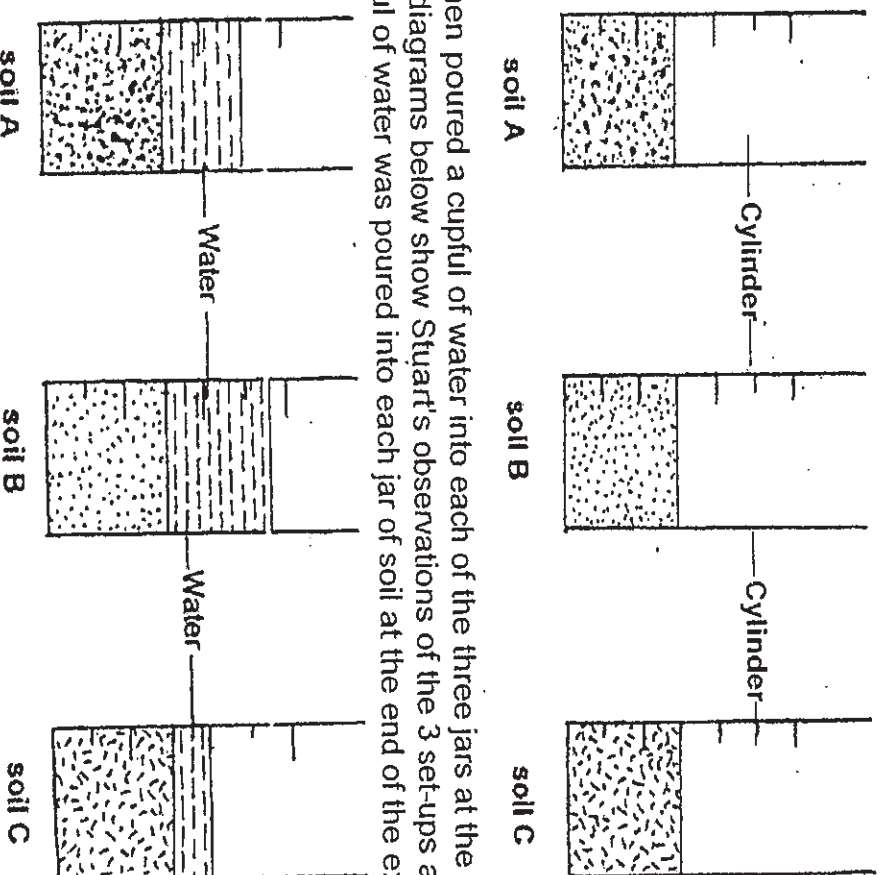 Cylinder Cylinder
soil A soil B soil C
en poured a cupful of water into each of the three jars at the
diagrams below show Stuart's observations of the 3 set-ups a
ul of water was poured into each jar of soil at the end of the e
Water Water
soil A soil B soil C